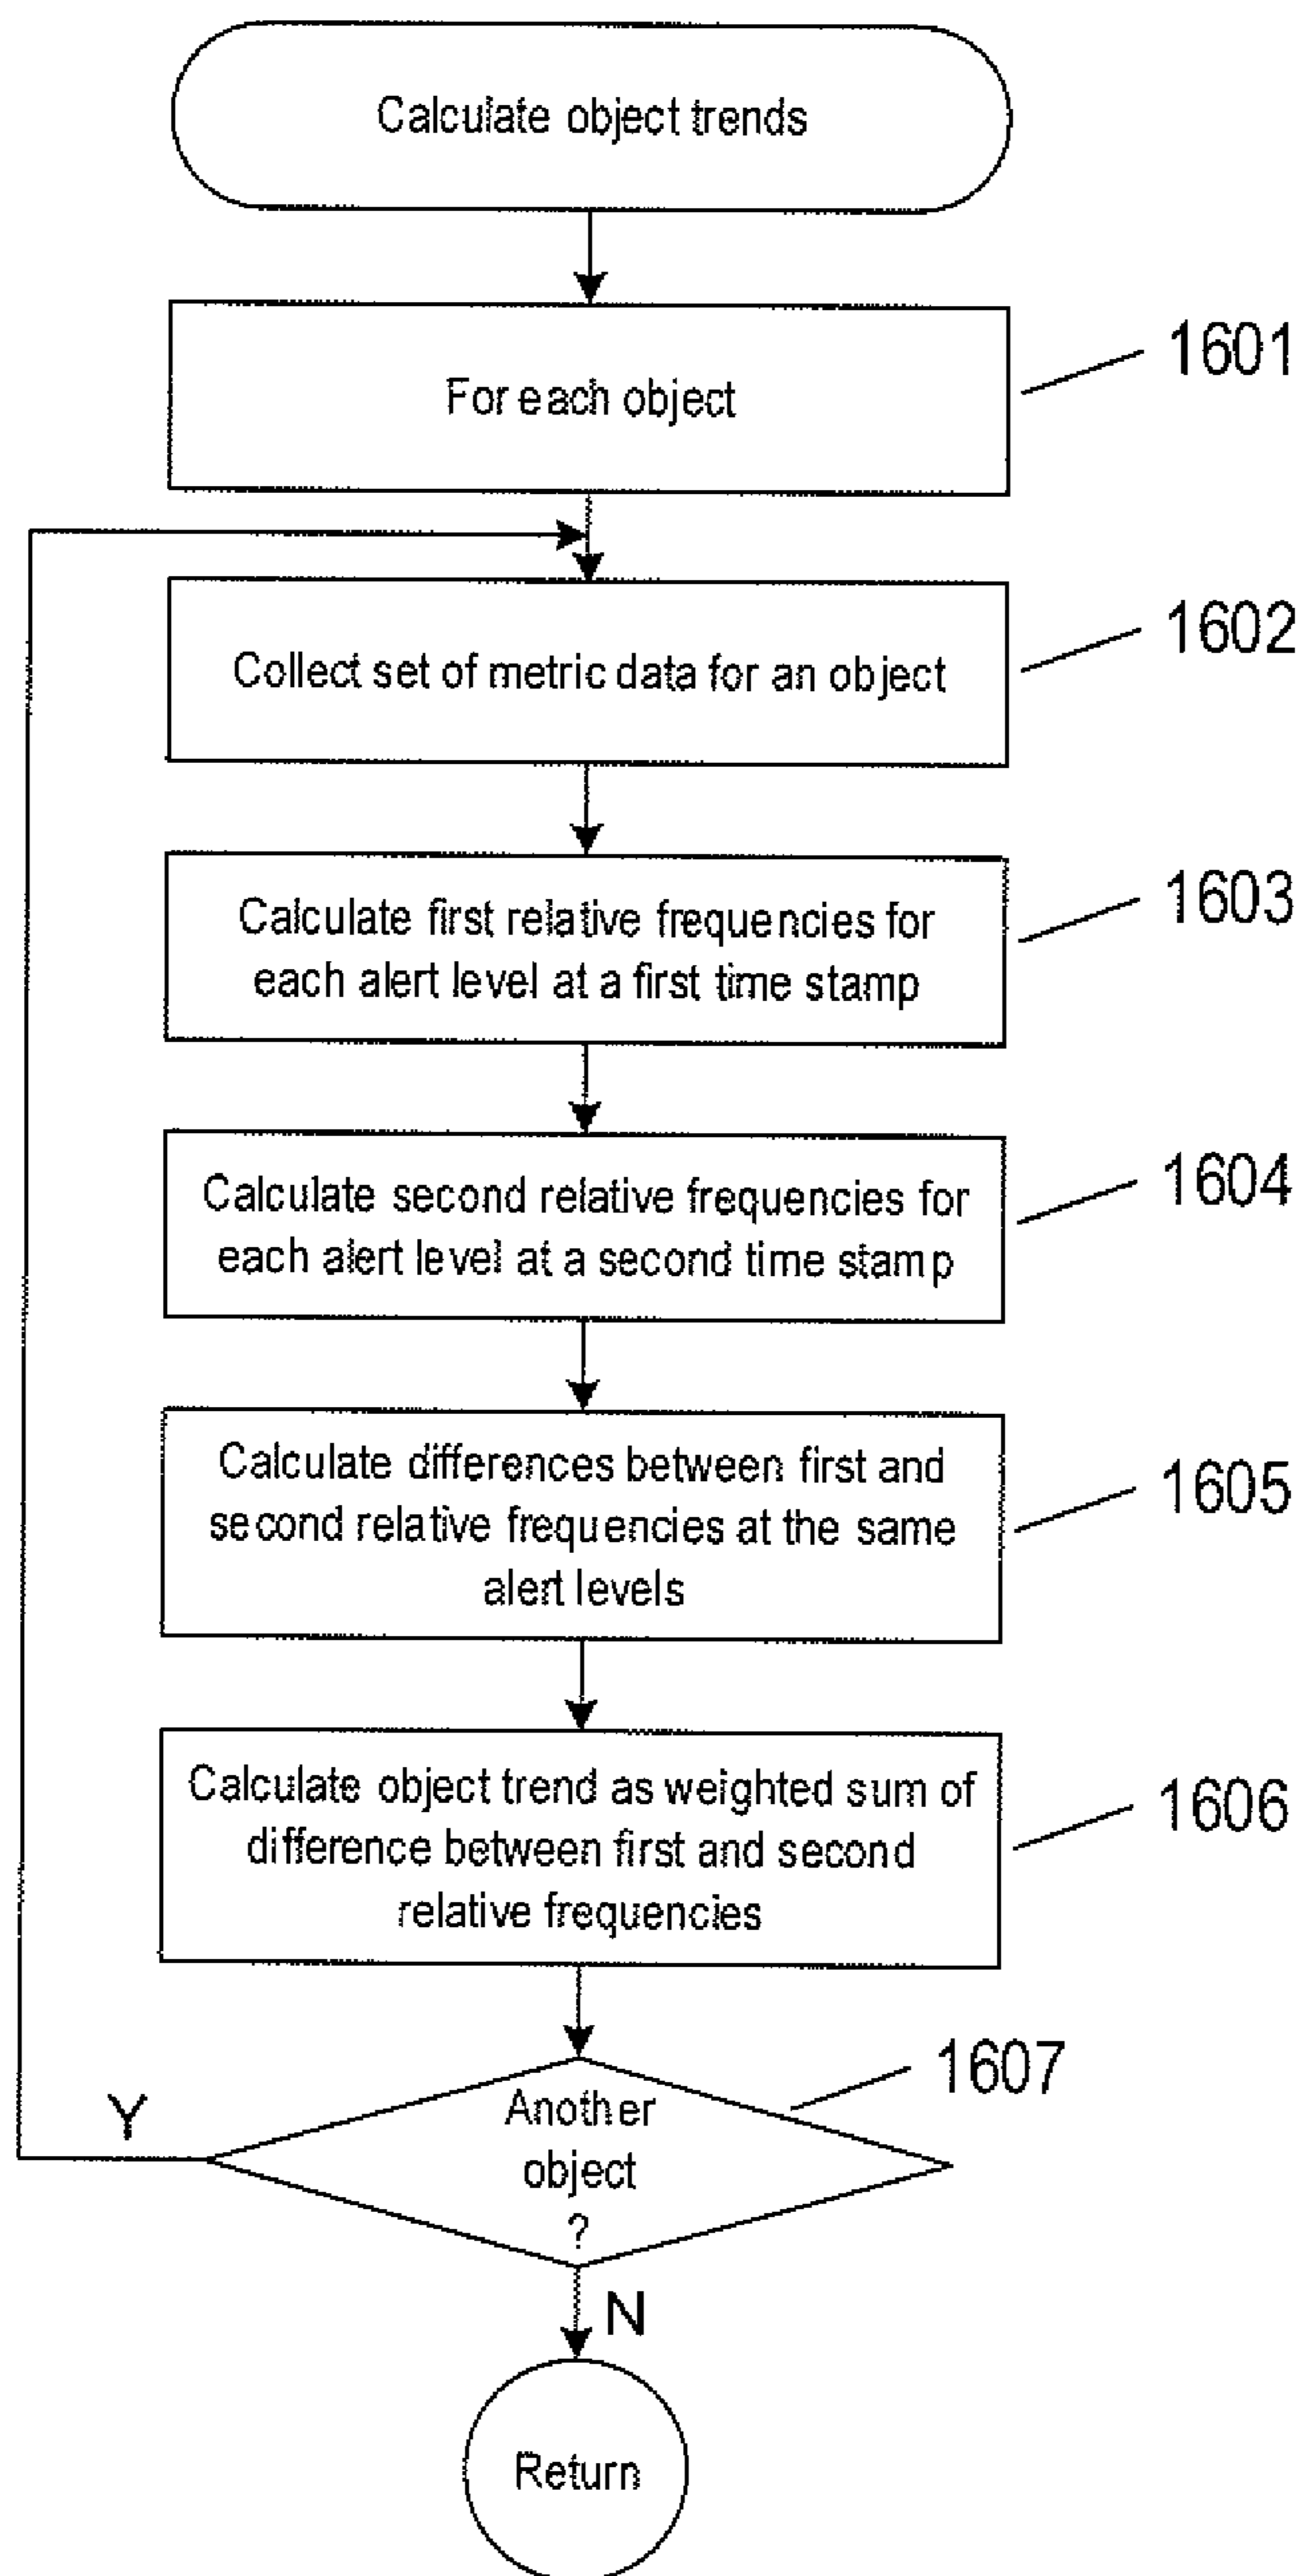 Calculate object trends
For each object
1601
Collect set of metric data for an object
1602
Calculate first relative frequencies for
each alert level at a first time stamp
1603
Calculate second relative frequencies for
each alert level at a second time stamp
1604
Calculate differences between first and
second relative frequencies at the same
alert levels
1605
Calculate object trend as weighted sum of
difference between first and second
relative frequencies
1606
Another
object
?
1607
Y
N
Return